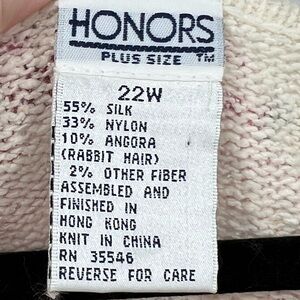 HONORS
PLUS SIZE ™
22W
55% SILK
33% NYLON
10% ANGORA
(RABBIT HAIR)
2% OTHER FIBER
ASSEMBLED AND
FINISHED IN
HONG KONG
KNIT IN CHINA
RN 35546
REVERSE FOR CARE